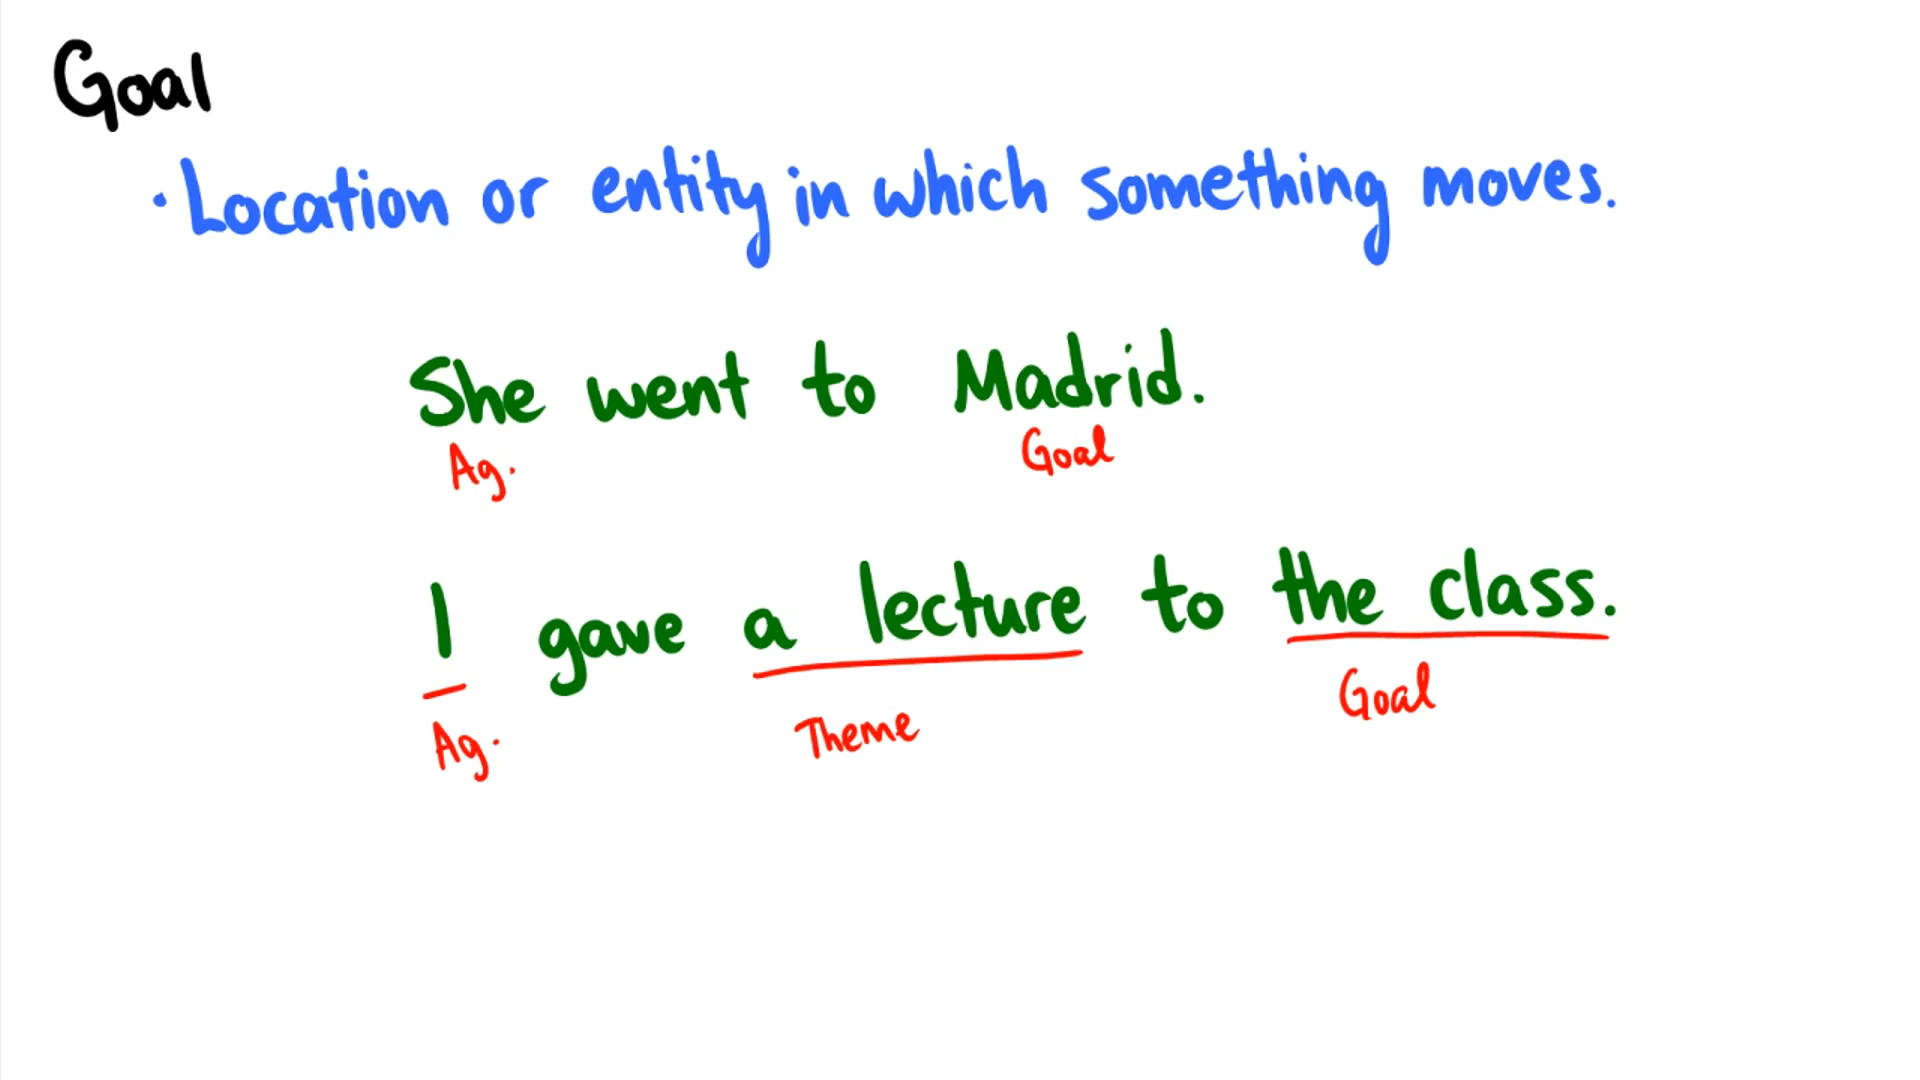 Goal
· Location or entity in which something moves.
She went to Madrid.
Ag. Goal
I gave a lecture to the class.
Ag. Theme Goal